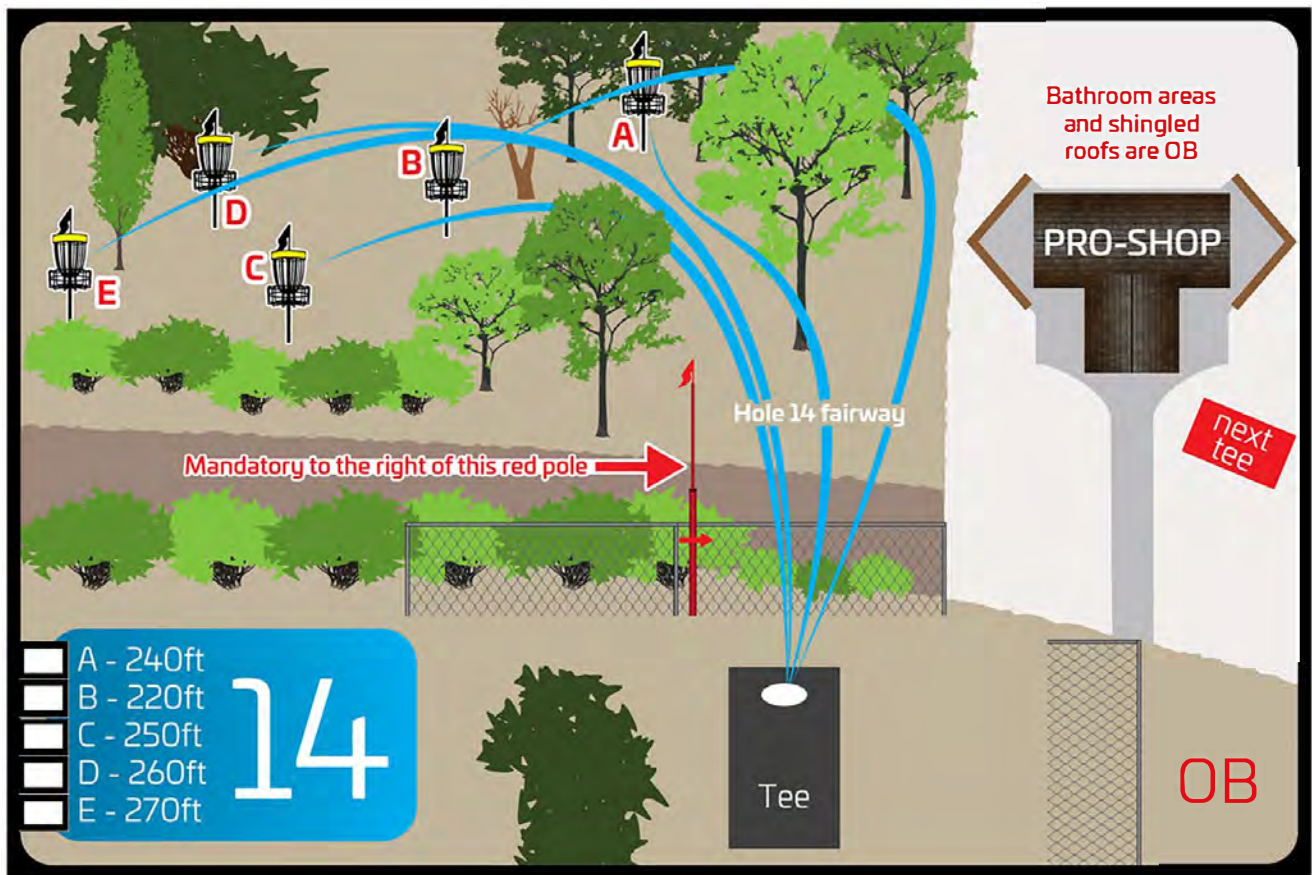 A
B
D
C
E
Bathroom areas
and shingled
roofs are OB
PRO-SHOP
Hole 14 fairway
next
tee
Mandatory to the right of this red pole
A - 240ft
B - 220ft
C - 250ft
D - 260ft
E - 270ft
14
Tee
OB